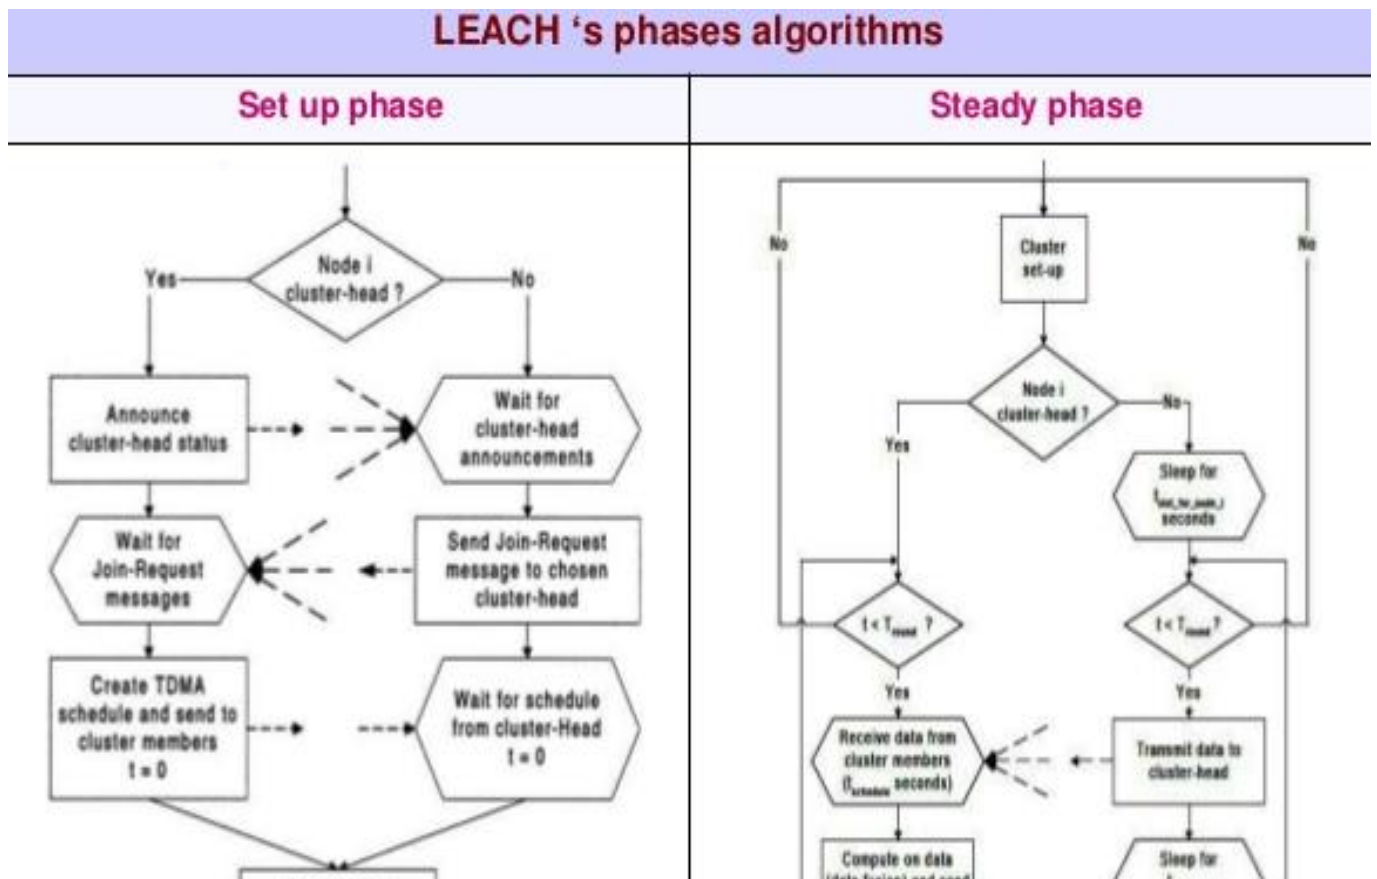 LEACH ‘s phases algorithms
Set up phase
Steady phase
Node i
cluster-head ?
Yes
No
Announce
cluster-head status
Wait for
cluster-head
announcements
Wait for
Join-Request
messages
Send Join-Request
message to chosen
cluster-head
Create TDMA
schedule and send to
cluster members
t = 0
Wait for schedule
from cluster-Head
t = 0
No
No
Cluster
set-up
Node i
cluster-head ?
Yes
No
Sleep for
seconds
t < Tround ?
t < Tround ?
Yes
Yes
Receive data from
cluster members
(tschedule seconds)
Transmit data to
cluster-head
Compute on data
Sleep for